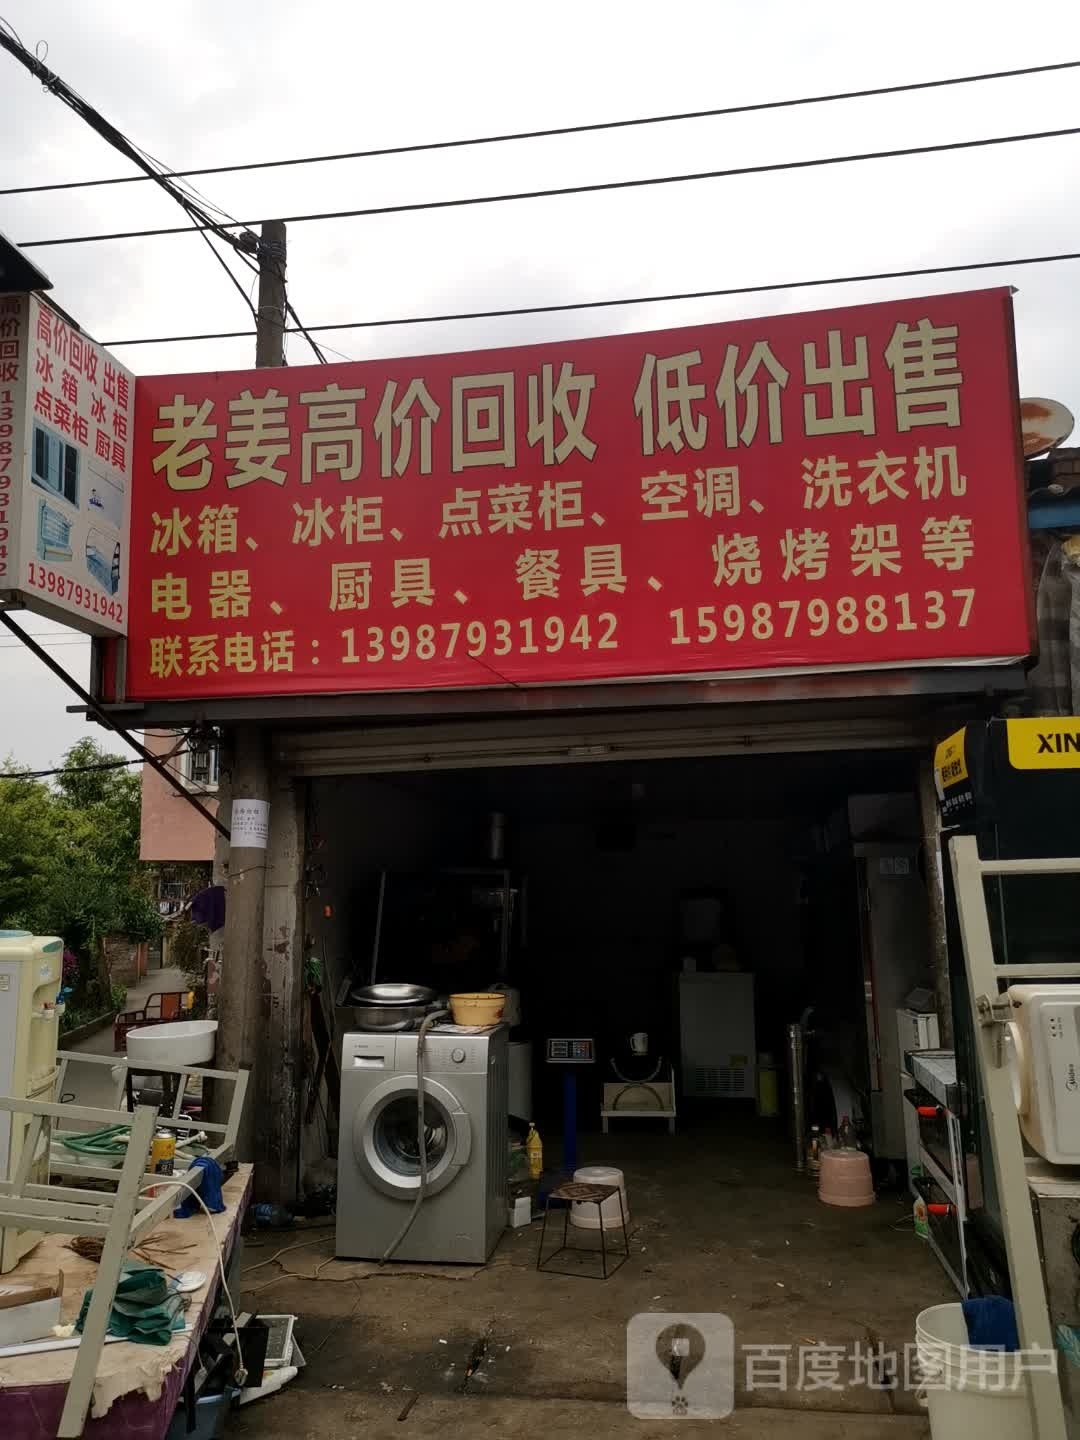 高价回收 13987931942
高价回收 出售
冰箱 冰柜
点菜柜 厨具
13987931942
老姜高价回收 低价出售
冰箱、冰柜、点菜柜、空调、洗衣机
电器、厨具、餐具、烧烤架等
联系电话：13987931942 15987988137
XIN
Midea
百度地图用户